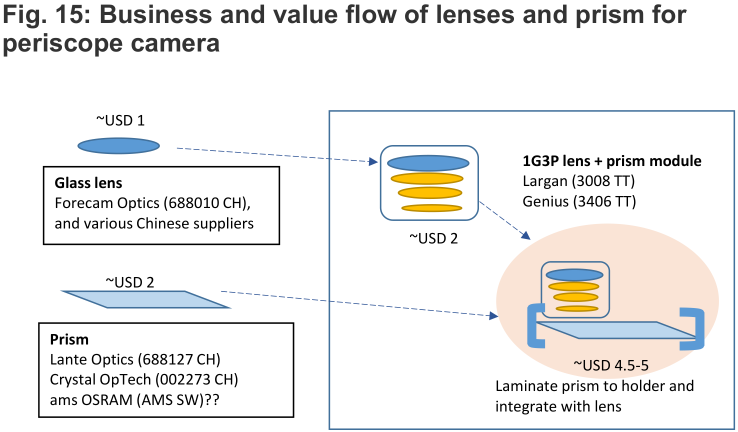 Fig. 15: Business and value flow of lenses and prism for
periscope camera
~USD 1
Glass lens
Forecam Optics (688010 CH),
and various Chinese suppliers
~USD 2
1G3P lens + prism module
Largan (3008 TT)
Genius (3406 TT)
~USD 2
Prism
Lante Optics (688127 CH)
Crystal OpTech (002273 CH)
ams OSRAM (AMS SW)??
~USD 4.5-5
Laminate prism to holder and
integrate with lens